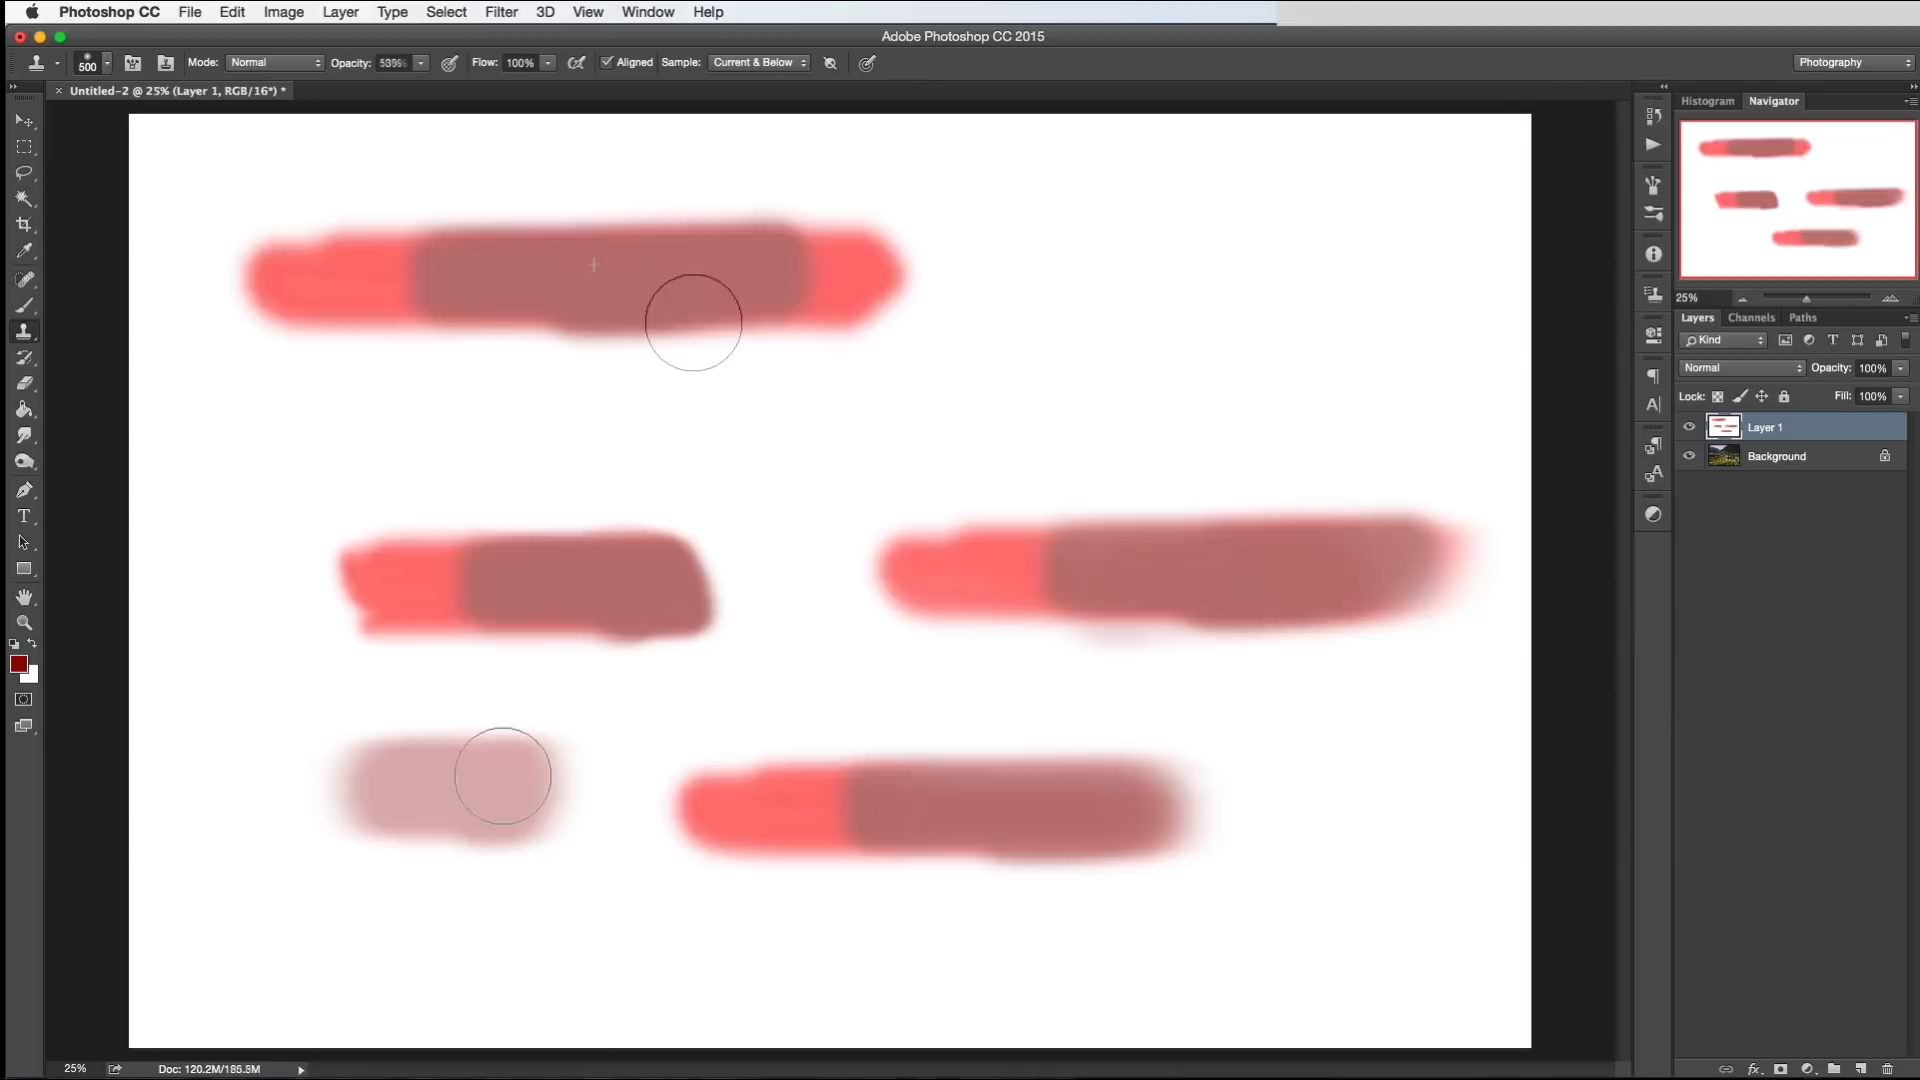 Photoshop CC File Edit Image Layer Type Select Filter 3D View Window Help
Adobe Photoshop CC 2015
500 Mode: Normal Opacity: Flow: 100% Aligned Sample: Current & Below Photography
Untitled-2 @ 25% (Layer 1, RGB/16*) *
Histogram Navigator
25%
Layers Channels Paths
Kind
Normal Opacity: 100%
Lock: Fill: 100%
Layer 1
Background
25% Doc: 120.2M/185.5M